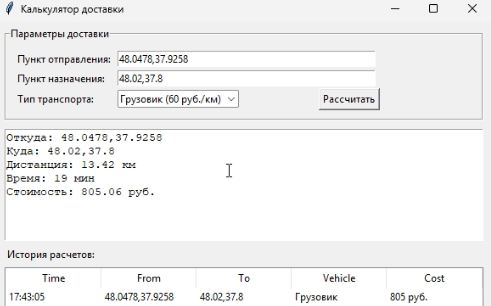 Калькулятор доставки
Параметры доставки
Пункт отправления: 48.0478,37.9258
Пункт назначения: 48.02,37.8
Тип транспорта: Грузовик (60 руб./км) Рассчитать
Откуда: 48.0478,37.9258
Куда: 48.02,37.8
Дистанция: 13.42 км
Время: 19 мин
Стоимость: 805.06 руб.
История расчетов:
Time From To Vehicle Cost
17:43:05 48.0478,37.9258 48.02,37.8 Грузовик 805 руб.